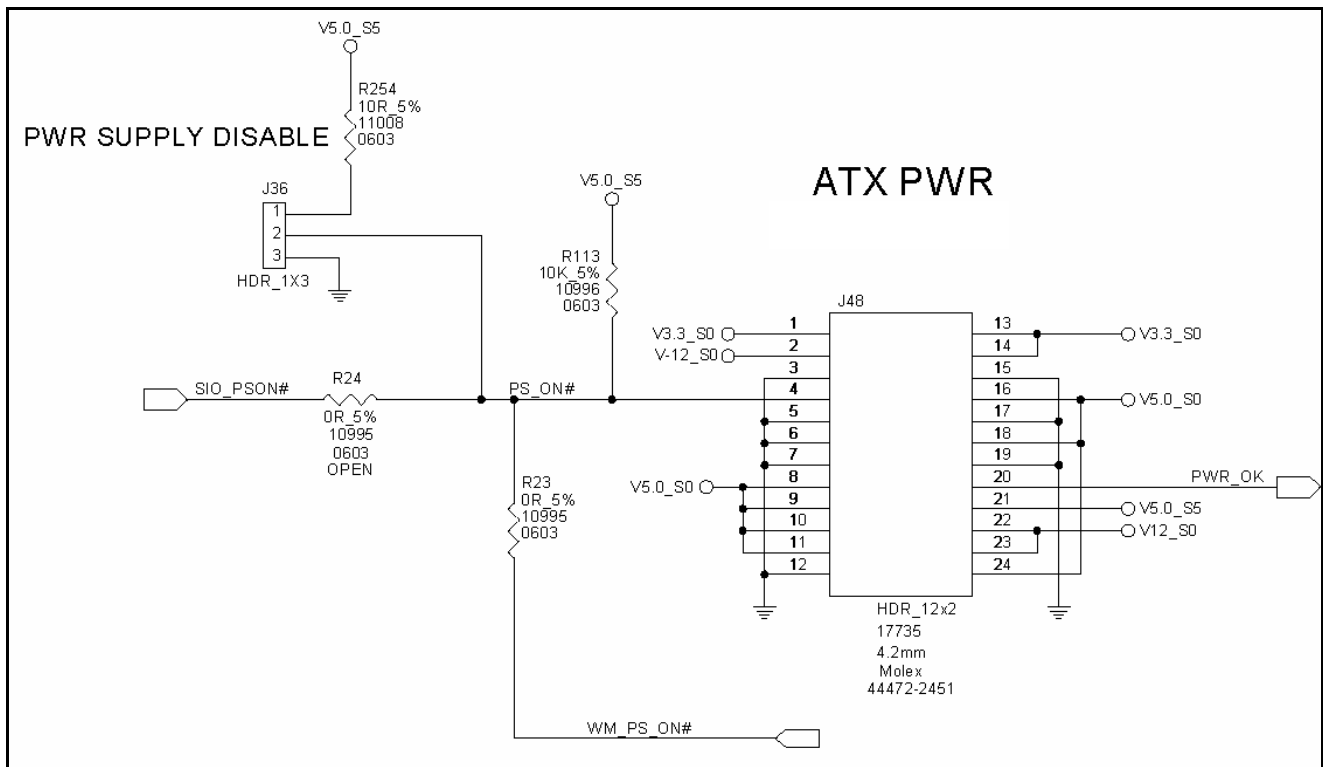 V5.0_S5
R254
10R_5%
11008
0603
PWR SUPPLY DISABLE
J36
1
2
3
HDR_1X3
V5.0_S5
R113
10K_5%
10996
0603
ATX PWR
SIO_PSON#
R24
0R_5%
10995
0603
OPEN
PS_ON#
R23
0R_5%
10995
0603
WM_PS_ON#
J48
V3.3_S0
V-12_S0
V5.0_S0
1
2
3
4
5
6
7
8
9
10
11
12
13
14
15
16
17
18
19
20
21
22
23
24
V3.3_S0
V5.0_S0
PWR_OK
V5.0_S5
V12_S0
HDR_12x2
17735
4.2mm
Molex
44472-2451